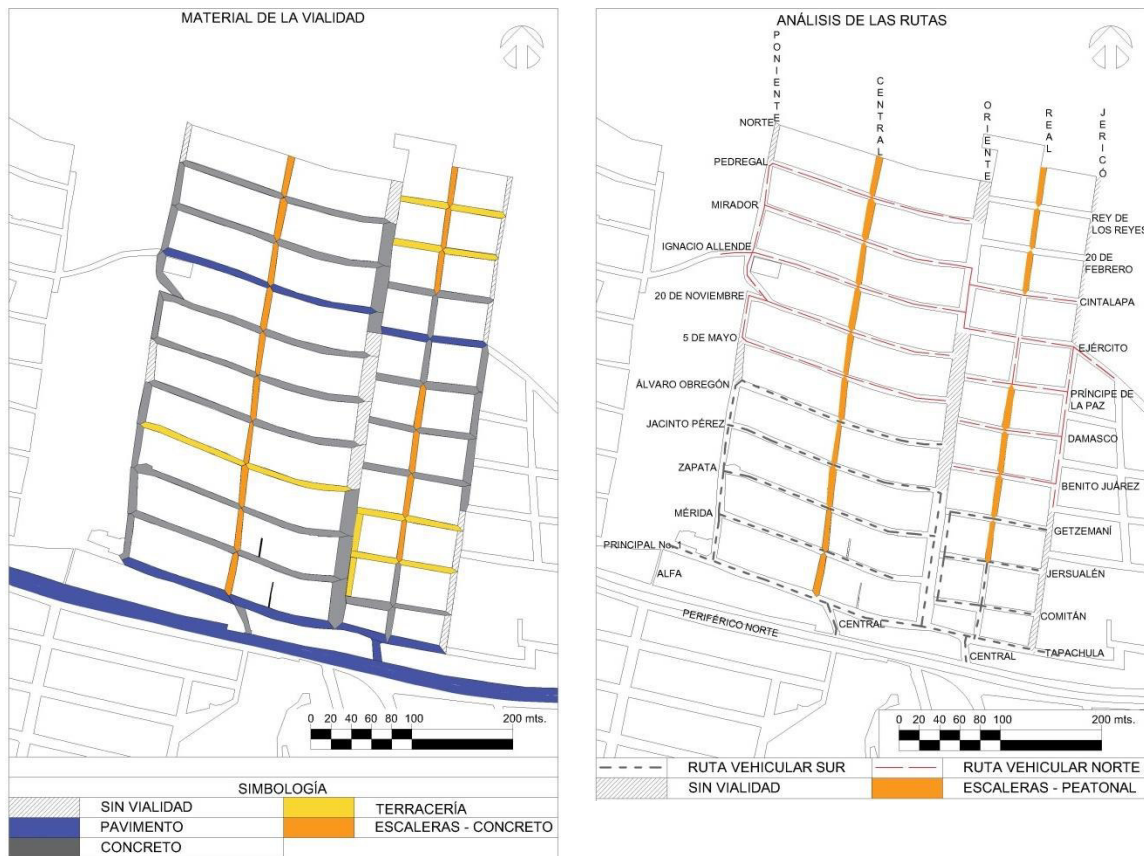 MATERIAL DE LA VIALIDAD
0 20 40 60 80 100 200 mts.
SIMBOLOGÍA
SIN VIALIDAD
TERRACERÍA
PAVIMENTO
ESCALERAS - CONCRETO
CONCRETO
ANÁLISIS DE LAS RUTAS
PONIENTE
CENTRAL
ORIENTE
REAL
JERICÓ
NORTE
PEDREGAL
MIRADOR
IGNACIO ALLENDE
20 DE NOVIEMBRE
5 DE MAYO
ÁLVARO OBREGÓN
JACINTO PÉREZ
ZAPATA
MÉRIDA
PRINCIPAL No. 1
ALFA
PERIFÉRICO NORTE
CENTRAL
CENTRAL
REY DE
LOS REYES
20 DE
FEBRERO
CINTALAPA
EJÉRCITO
PRÍNCIPE DE
LA PAZ
DAMASCO
BENITO JUÁREZ
GETZEMANÍ
JERSUALÉN
COMITÁN
TAPACHULA
0 20 40 60 80 100 200 mts.
RUTA VEHICULAR SUR
RUTA VEHICULAR NORTE
SIN VIALIDAD
ESCALERAS - PEATONAL